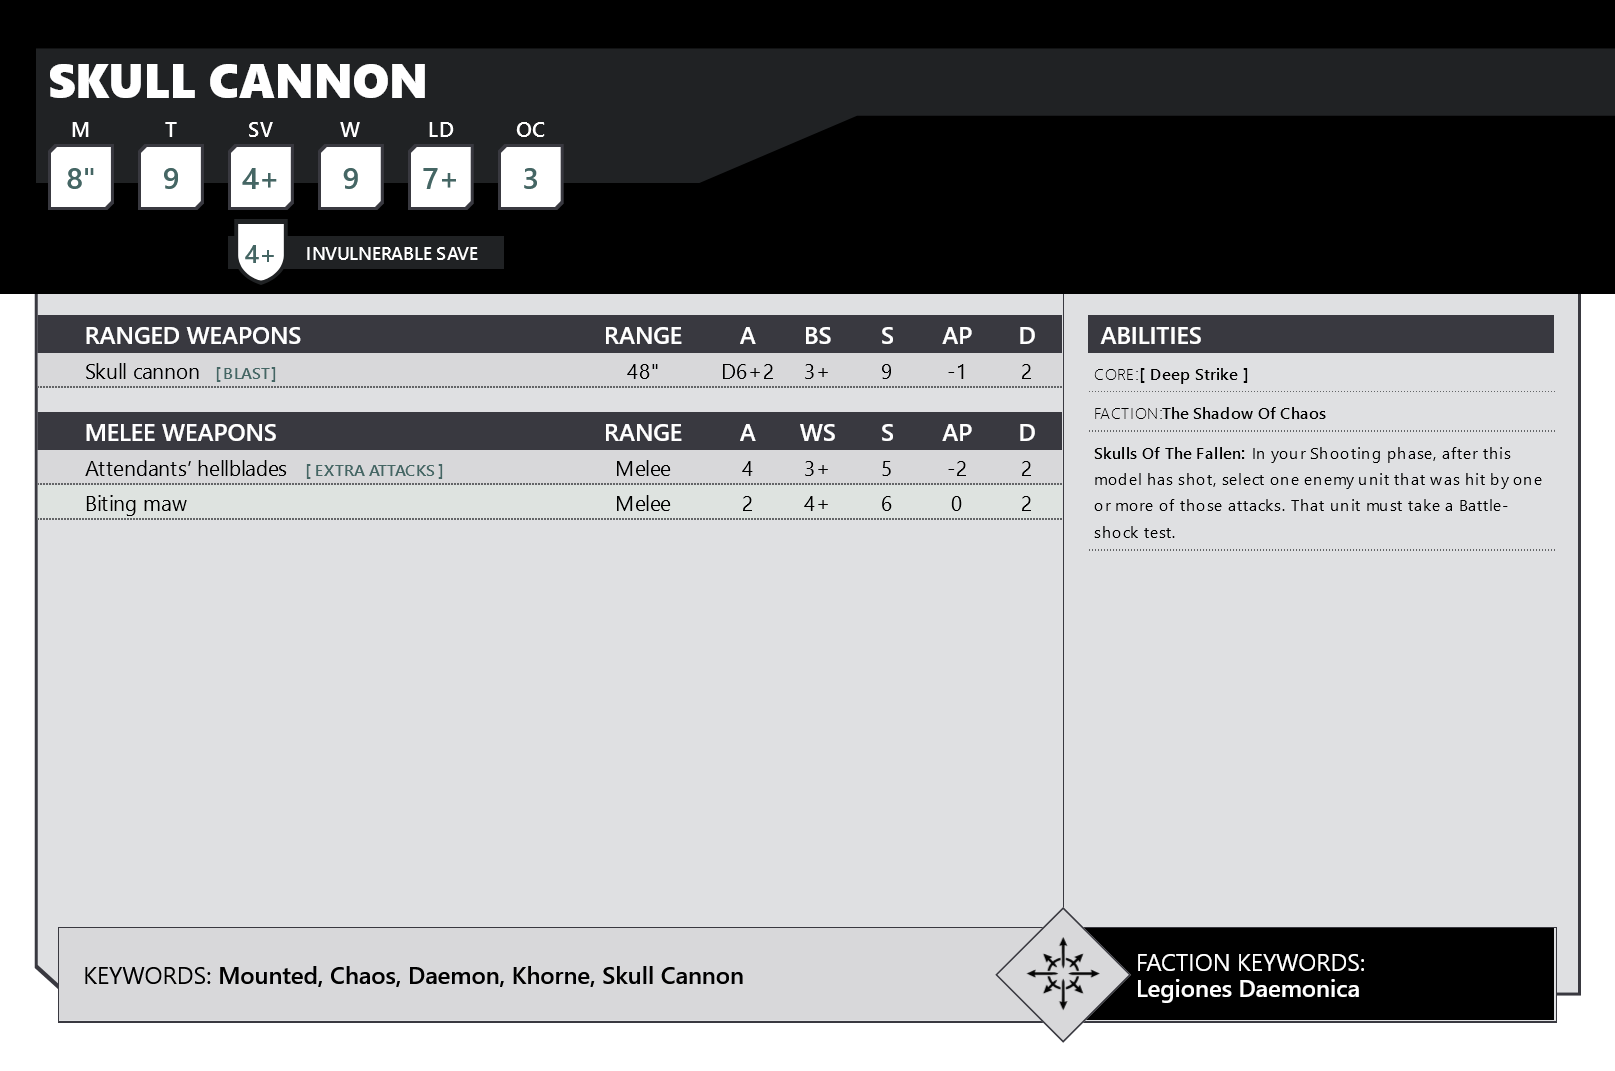 SKULL CANNON
M T SV W LD OC
8" 9 4+ 9 7+ 3
4+ INVULNERABLE SAVE
RANGED WEAPONS RANGE A BS S AP D
Skull cannon [BLAST] 48" D6+2 3+ 9 -1 2
MELEE WEAPONS RANGE A WS S AP D
Attendants’ hellblades [EXTRA ATTACKS] Melee 4 3+ 5 -2 2
Biting maw Melee 2 4+ 6 0 2
ABILITIES
CORE:[ Deep Strike ]
FACTION:The Shadow Of Chaos
Skulls Of The Fallen: In your Shooting phase, after this
model has shot, select one enemy unit that was hit by one
or more of those attacks. That unit must take a Battle-
shock test.
KEYWORDS: Mounted, Chaos, Daemon, Khorne, Skull Cannon
FACTION KEYWORDS:
Legiones Daemonica